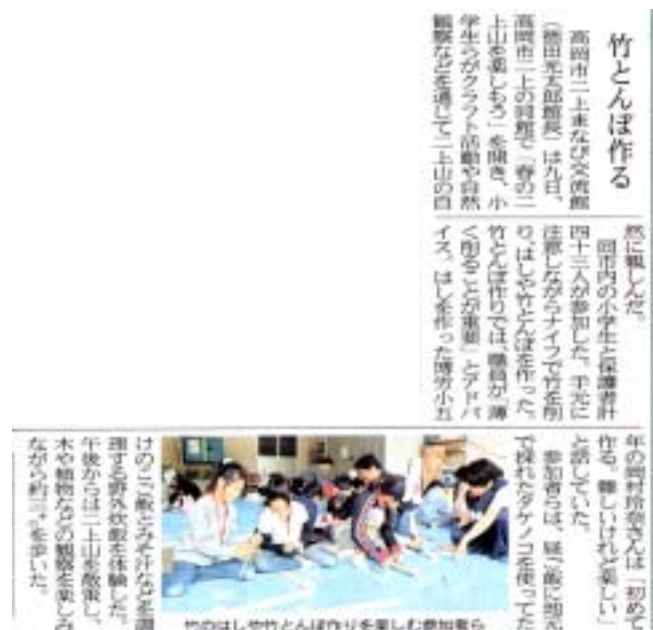 竹とんぼ作る
高岡市二上まなび交流館
（徳田光太郎館長）は九日、
高岡市二上の同館で「春の二
上山を楽しもう」を開き、小
学生らがクラフト活動や自然
観察などを通じて二上山の自
然に親しんだ。
同市内の小学生と保護者計
四十三人が参加した。手元に
注意しながらナイフで竹を削
り、はしや竹とんぼを作った。
竹とんぼ作りでは、職員が「薄
く削ることが重要」とアドバ
イス。はしを作った博労小五
年の岡村玲奈さんは「初めて
作る。難しいけれど楽しい」
と話していた。
参加者らは、昼ご飯に地元
で採れたタケノコを使ってた
けのこご飯とみそ汁などを調
理する野外炊飯を体験した。
午後からは二上山を散策し、
木や植物などの観察を楽しみ
ながら約二㌔を歩いた。
竹のはしや竹とんぼ作りを楽しむ参加者ら